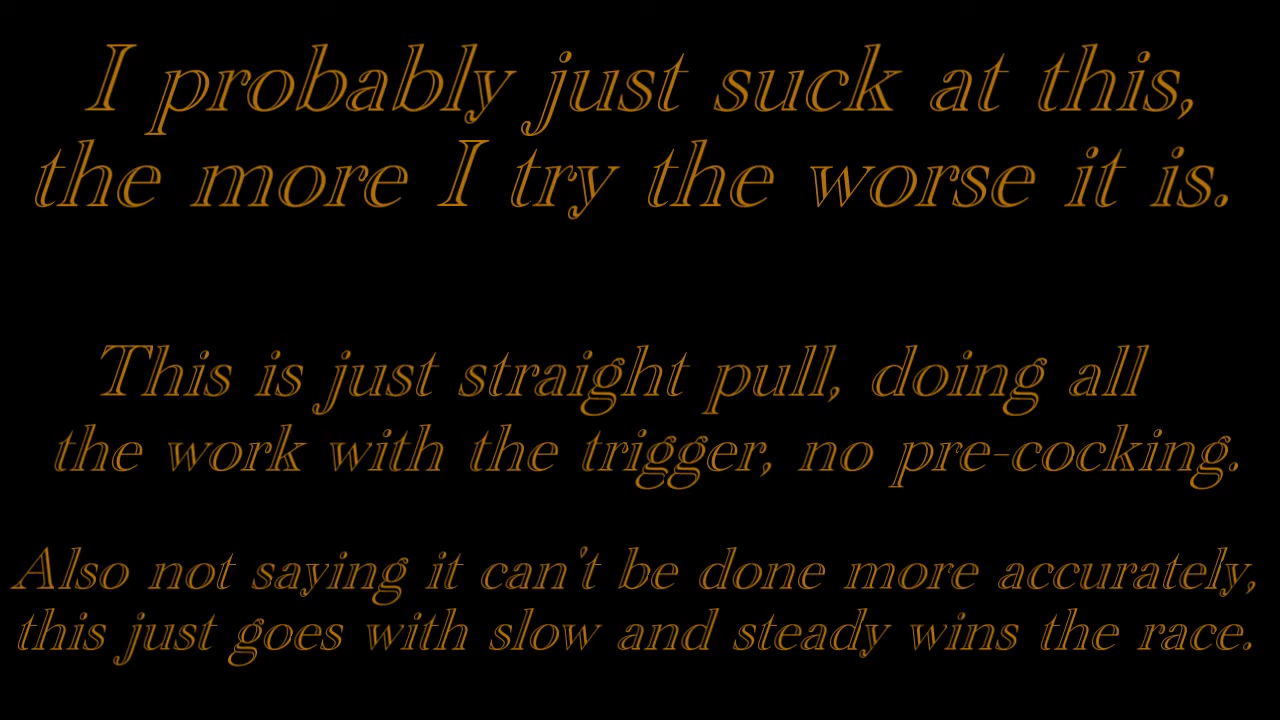 I probably just suck at this,
the more I try the worse it is.
This is just straight pull, doing all
the work with the trigger, no pre-cocking.
Also not saying it can't be done more accurately,
this just goes with slow and steady wins the race.